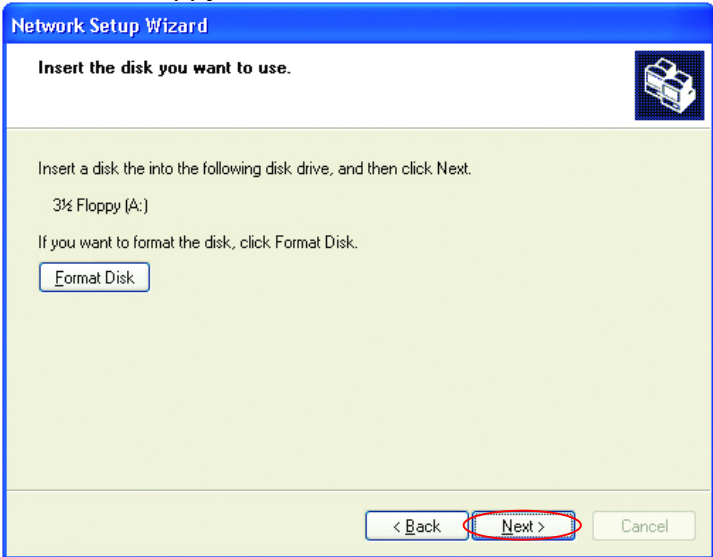 Network Setup Wizard
Insert the disk you want to use.
Insert a disk the into the following disk drive, and then click Next.
3½ Floppy (A:)
If you want to format the disk, click Format Disk.
Format Disk
< Back Next > Cancel